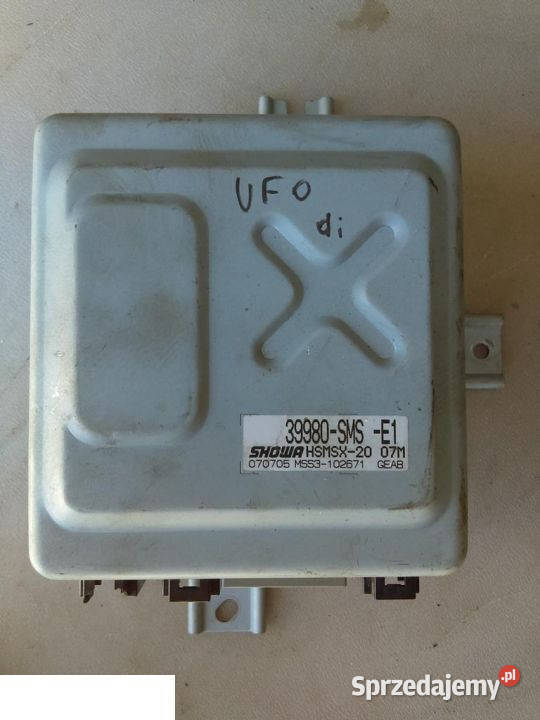 UFO
di
39980-SMS -E1
SHOWA HSMSX-20 07M
070705 MSS3-102671 GEAB
Sprzedajemy.pl